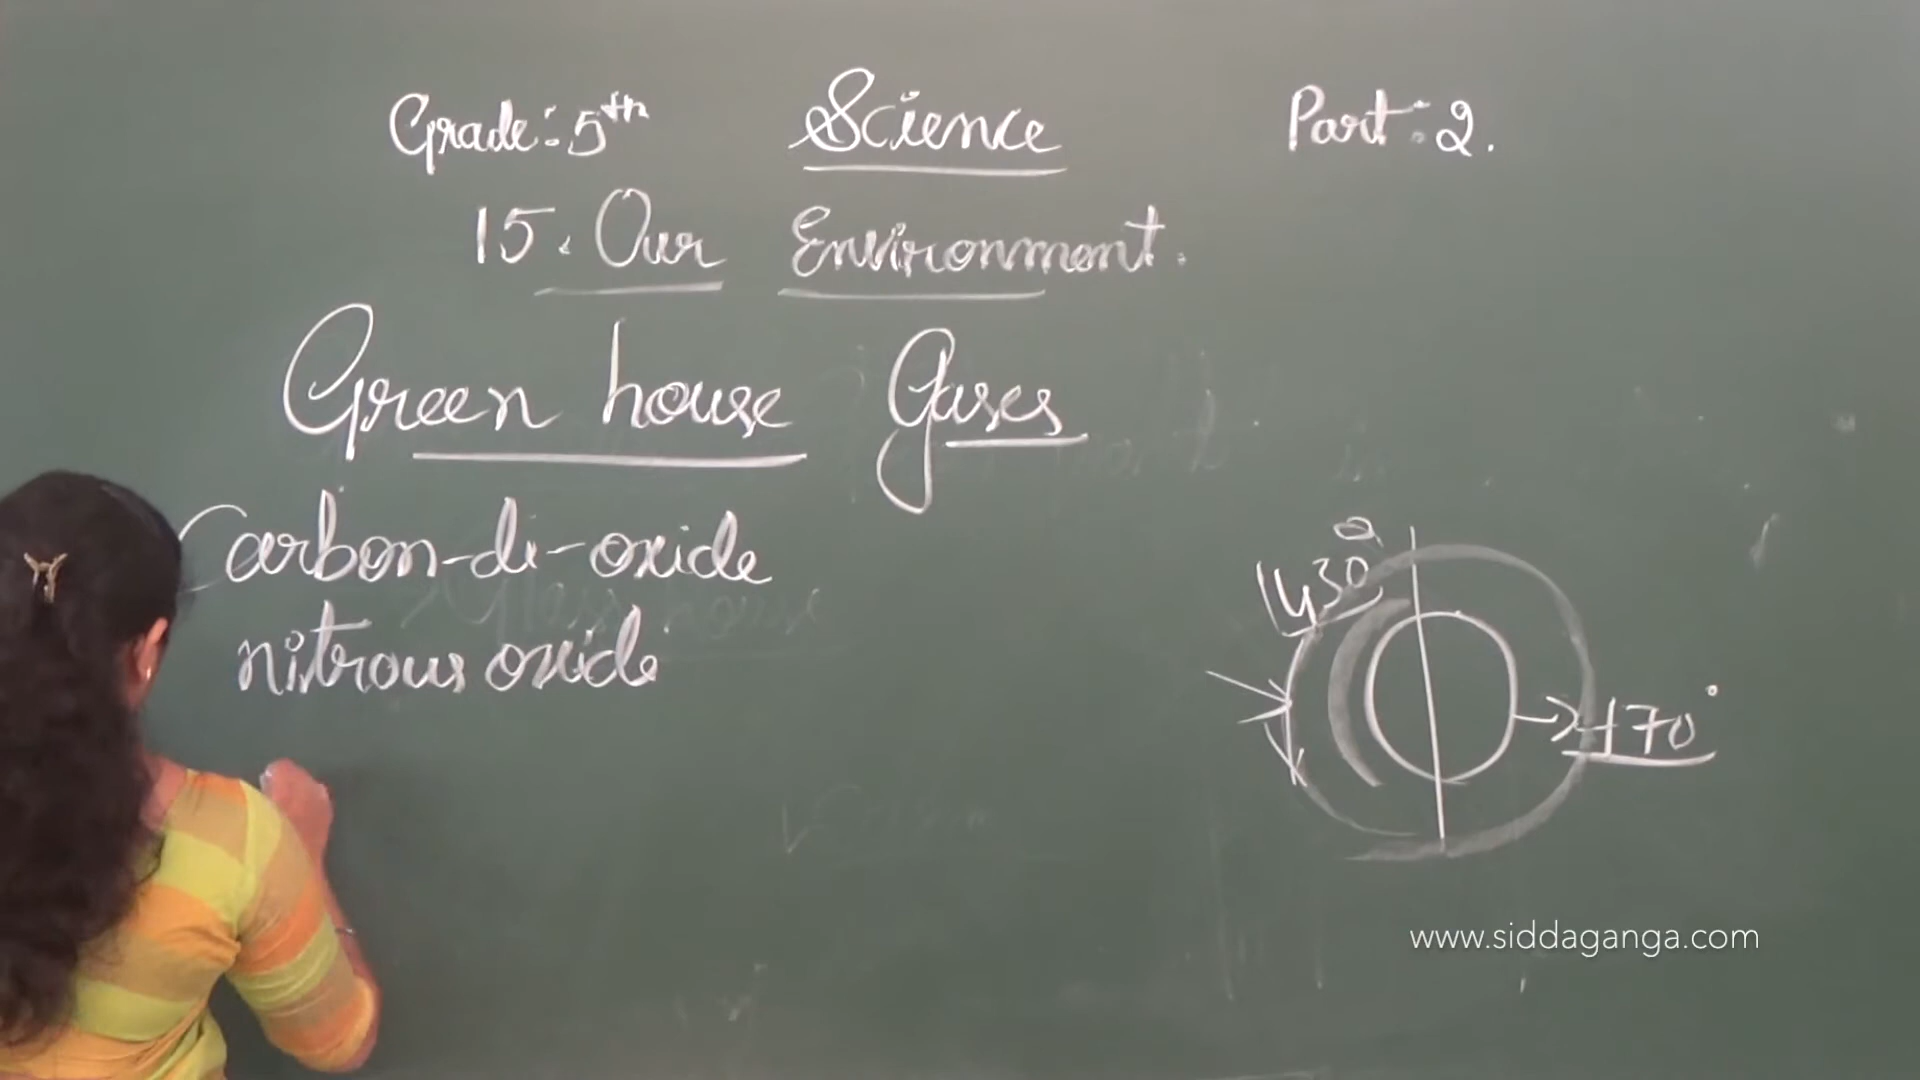 Grade: 5th Science Part: 2.
15. Our Environment.
Green house Gases
Carbon-di-oxide
nitrous oxide
1430
170°
www.siddaganga.com